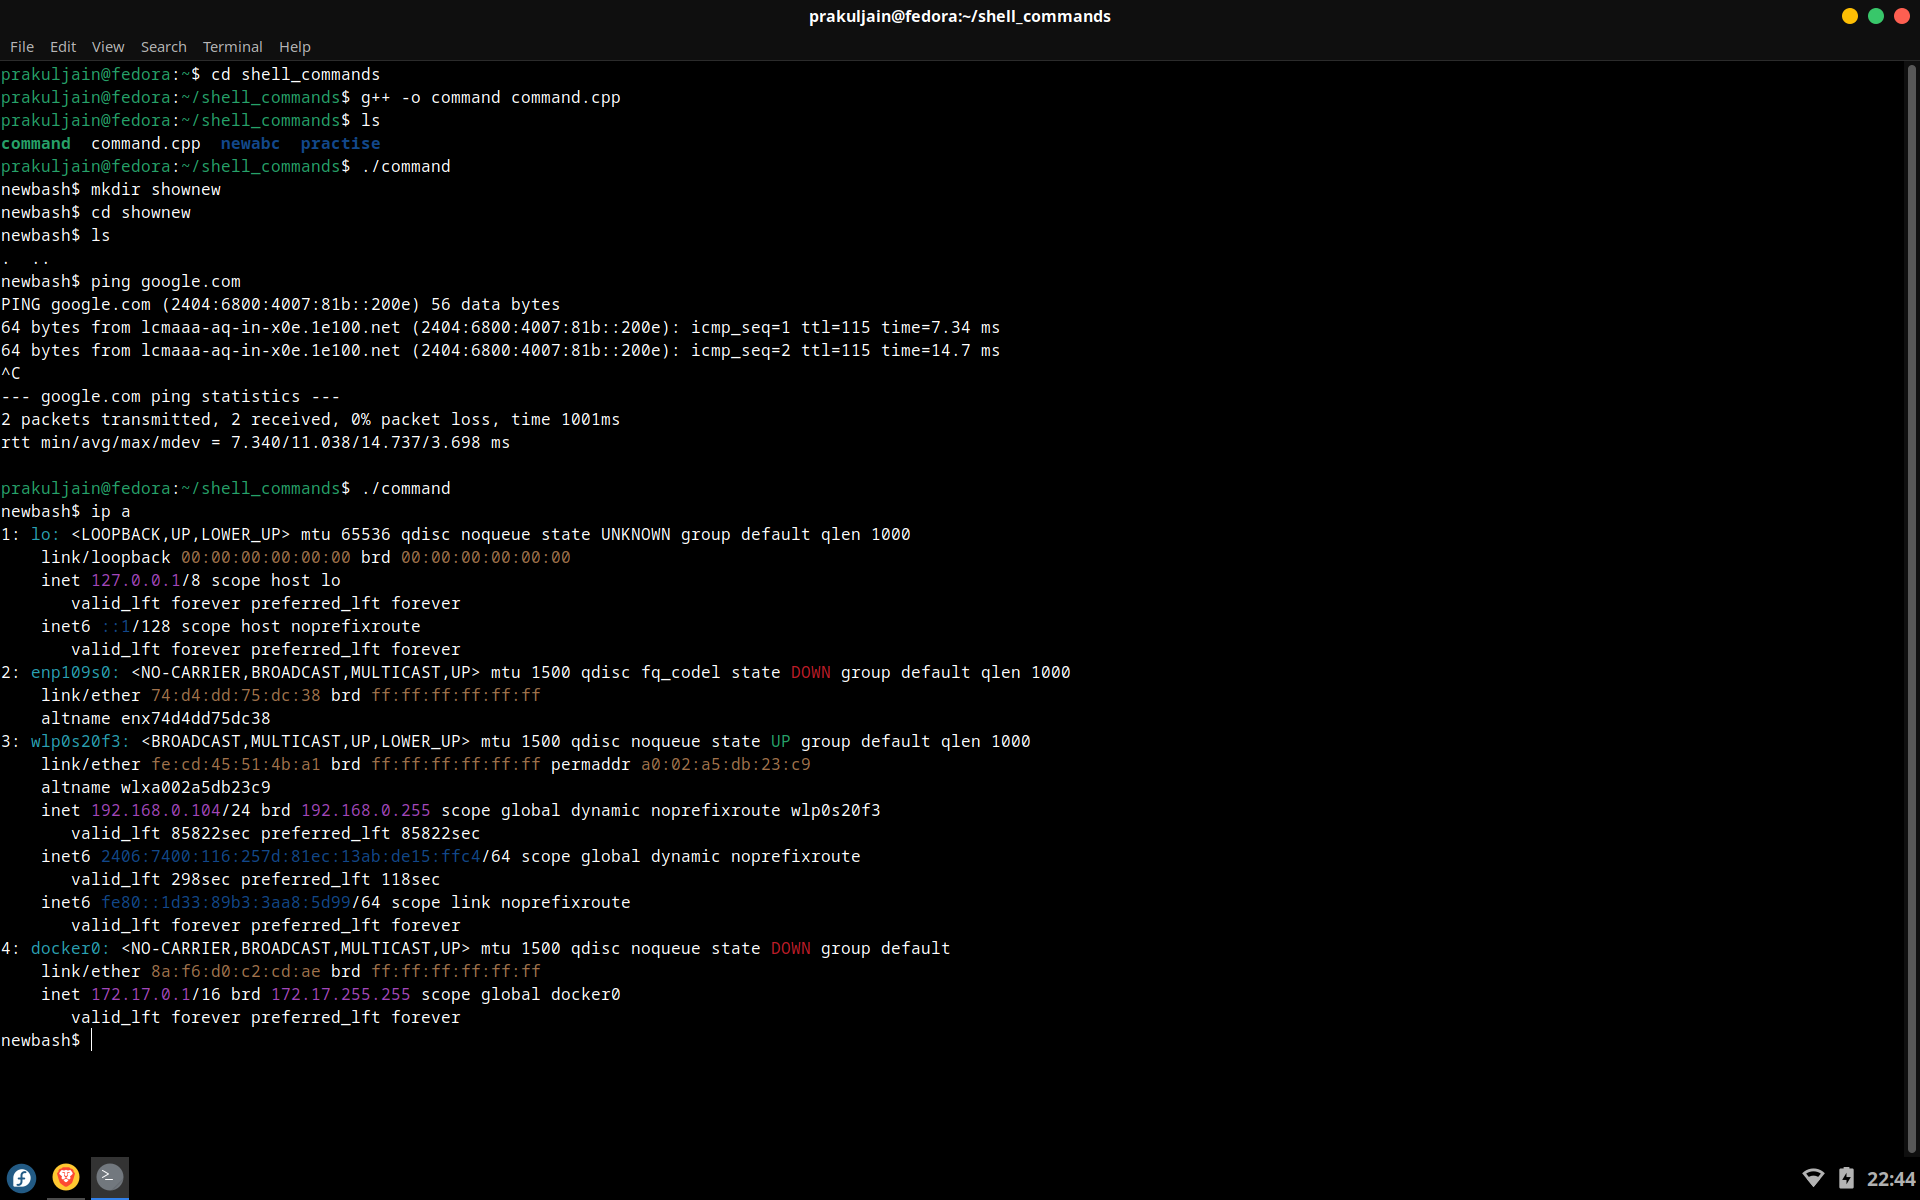 prakuljain@fedora:~/shell_commands
File Edit View Search Terminal Help
prakuljain@fedora:~$ cd shell_commands
prakuljain@fedora:~/shell_commands$ g++ -o command command.cpp
prakuljain@fedora:~/shell_commands$ ls
command  command.cpp  newabc  practise
prakuljain@fedora:~/shell_commands$ ./command
newbash$ mkdir shownew
newbash$ cd shownew
newbash$ ls
.  ..
newbash$ ping google.com
PING google.com (2404:6800:4007:81b::200e) 56 data bytes
64 bytes from lcmaaa-aq-in-x0e.1e100.net (2404:6800:4007:81b::200e): icmp_seq=1 ttl=115 time=7.34 ms
64 bytes from lcmaaa-aq-in-x0e.1e100.net (2404:6800:4007:81b::200e): icmp_seq=2 ttl=115 time=14.7 ms
^C
--- google.com ping statistics ---
2 packets transmitted, 2 received, 0% packet loss, time 1001ms
rtt min/avg/max/mdev = 7.340/11.038/14.737/3.698 ms
prakuljain@fedora:~/shell_commands$ ./command
newbash$ ip a
1: lo: <LOOPBACK,UP,LOWER_UP> mtu 65536 qdisc noqueue state UNKNOWN group default qlen 1000
    link/loopback 00:00:00:00:00:00 brd 00:00:00:00:00:00
    inet 127.0.0.1/8 scope host lo
       valid_lft forever preferred_lft forever
    inet6 ::1/128 scope host noprefixroute
       valid_lft forever preferred_lft forever
2: enp109s0: <NO-CARRIER,BROADCAST,MULTICAST,UP> mtu 1500 qdisc fq_codel state DOWN group default qlen 1000
    link/ether 74:d4:dd:75:dc:38 brd ff:ff:ff:ff:ff:ff
    altname enx74d4dd75dc38
3: wlp0s20f3: <BROADCAST,MULTICAST,UP,LOWER_UP> mtu 1500 qdisc noqueue state UP group default qlen 1000
    link/ether fe:cd:45:51:4b:a1 brd ff:ff:ff:ff:ff:ff permaddr a0:02:a5:db:23:c9
    altname wlxa002a5db23c9
    inet 192.168.0.104/24 brd 192.168.0.255 scope global dynamic noprefixroute wlp0s20f3
       valid_lft 85822sec preferred_lft 85822sec
    inet6 2406:7400:116:257d:81ec:13ab:de15:ffc4/64 scope global dynamic noprefixroute
       valid_lft 298sec preferred_lft 118sec
    inet6 fe80::1d33:89b3:3aa8:5d99/64 scope link noprefixroute
       valid_lft forever preferred_lft forever
4: docker0: <NO-CARRIER,BROADCAST,MULTICAST,UP> mtu 1500 qdisc noqueue state DOWN group default
    link/ether 8a:f6:d0:c2:cd:ae brd ff:ff:ff:ff:ff:ff
    inet 172.17.0.1/16 brd 172.17.255.255 scope global docker0
       valid_lft forever preferred_lft forever
newbash$
22:44